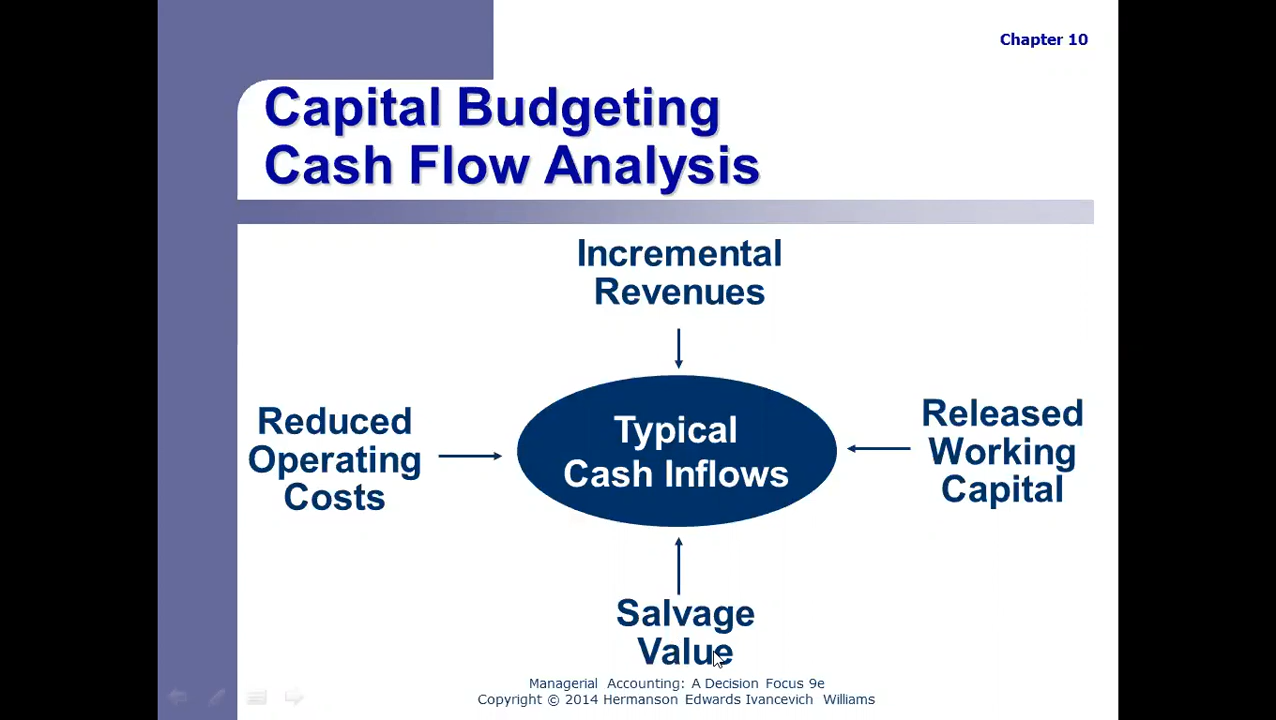 Chapter 10
Capital Budgeting
Cash Flow Analysis
Incremental
Revenues
Reduced
Operating
Costs
Typical
Cash Inflows
Released
Working
Capital
Salvage
Value
Managerial Accounting: A Decision Focus 9e
Copyright © 2014 Hermanson Edwards Ivancevich Williams